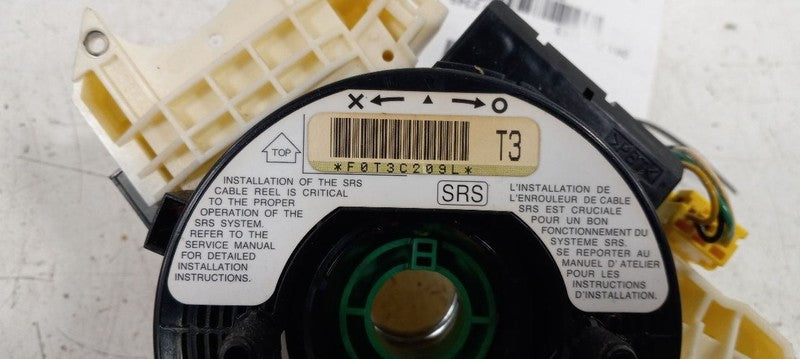 X ← ▲ → O
TOP
T3
*F0T3C209L*
INSTALLATION OF THE SRS
CABLE REEL IS CRITICAL
TO THE PROPER
OPERATION OF THE
SRS SYSTEM.
REFER TO THE
SERVICE MANUAL
FOR DETAILED
INSTALLATION
INSTRUCTIONS.
SRS
L'INSTALLATION DE
L'ENROULEUR DE CABLE
SRS EST CRUCIALE
POUR UN BON
FONCTIONNEMENT DU
SYSTEME SRS.
SE REPORTER AU
MANUEL D'ATELIER
POUR LES
INSTRUCTIONS
D'INSTALLATION.